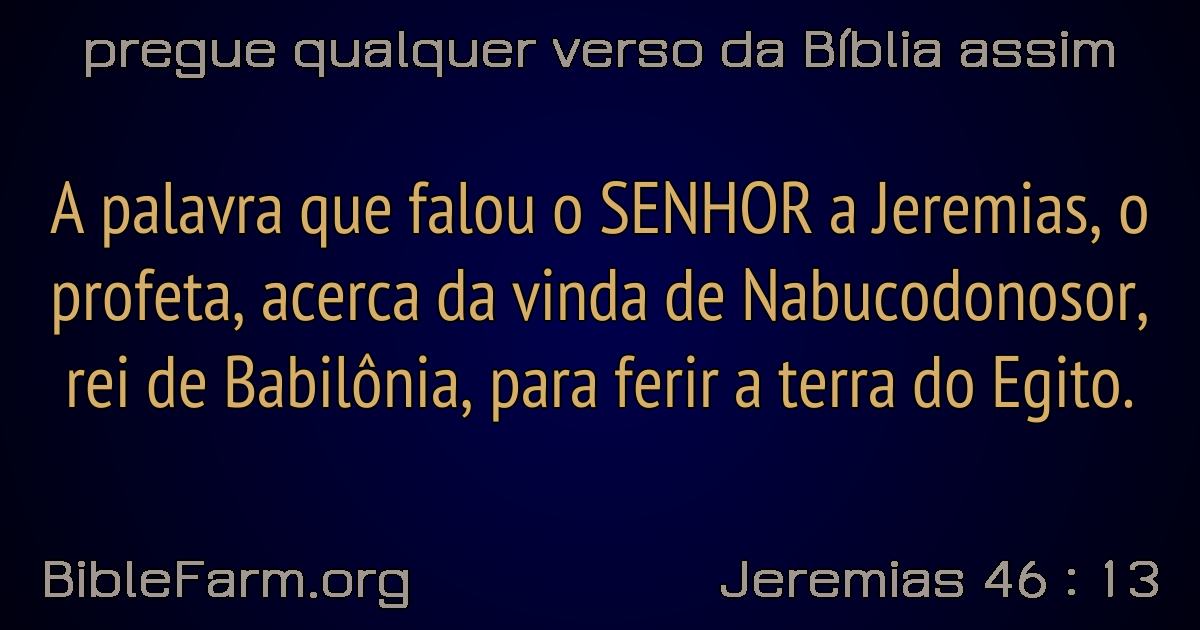 pregue qualquer verso da Bíblia assim
A palavra que falou o SENHOR a Jeremias, o
profeta, acerca da vinda de Nabucodonosor,
rei de Babilônia, para ferir a terra do Egito.
BibleFarm.org
Jeremias 46 : 13